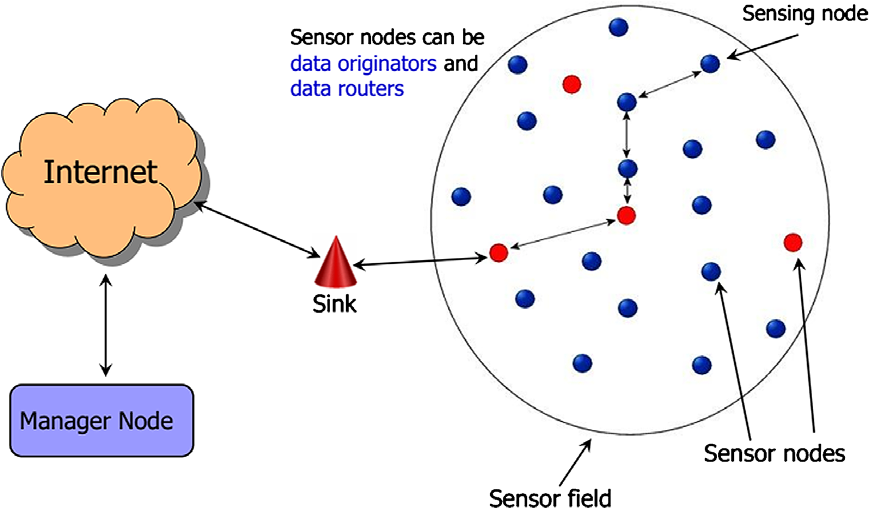 Sensing node
Sensor nodes can be
data originators and
data routers
Internet
Sink
Manager Node
Sensor nodes
Sensor field